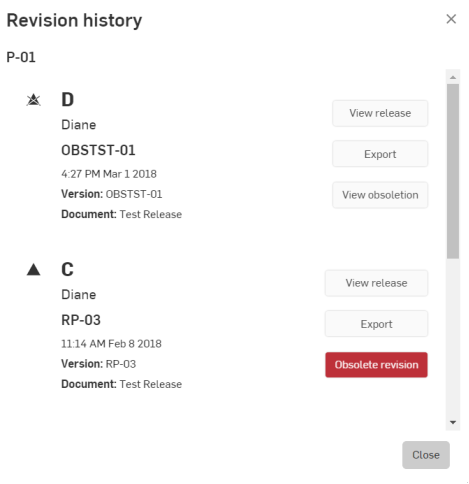 Revision history
P-01
D
Diane
OBSTST-01
4:27 PM Mar 1 2018
Version: OBSTST-01
Document: Test Release
View release
Export
View obsoletion
C
Diane
RP-03
11:14 AM Feb 8 2018
Version: RP-03
Document: Test Release
View release
Export
Obsolete revision
Close